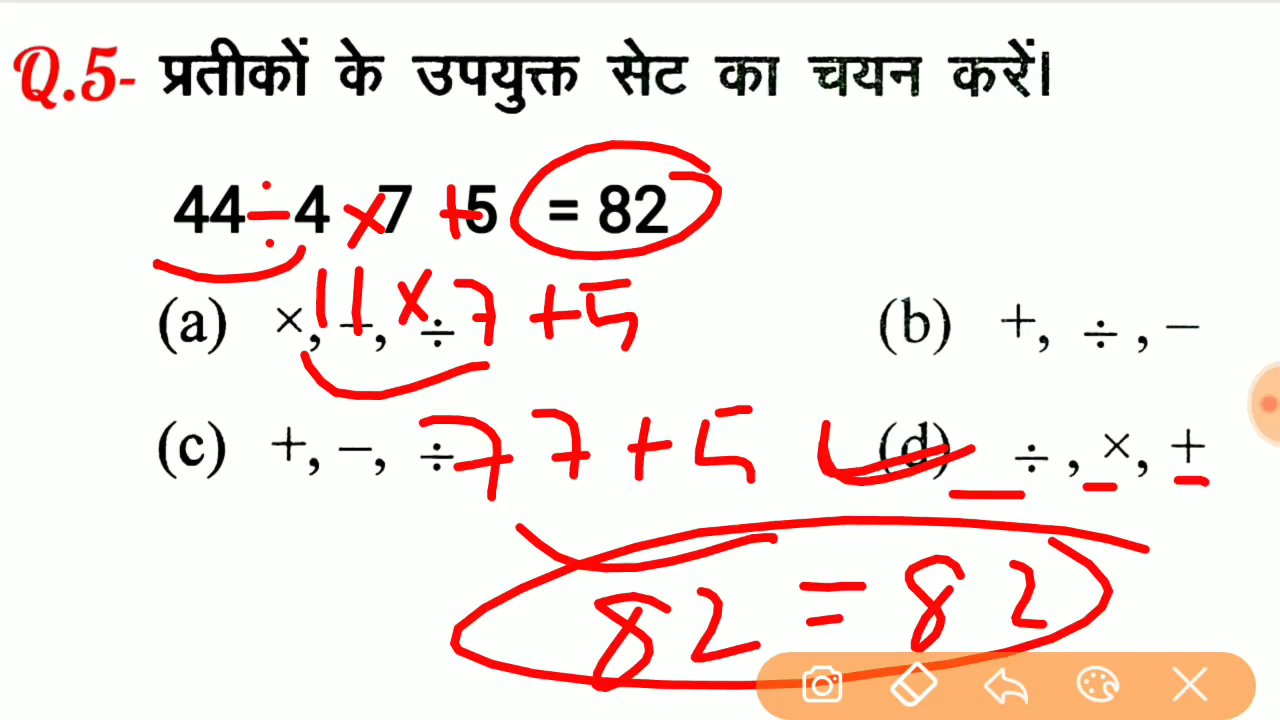 Q.5- प्रतीकों के उपयुक्त सेट का चयन करें।
44 ÷ 4 × 7 + 5 = 82
11 × 7 + 5
(a) ×, –, ÷ (b) +, ÷, –
(c) +, –, ÷ (d) ÷, ×, +
77 + 5
82 = 82